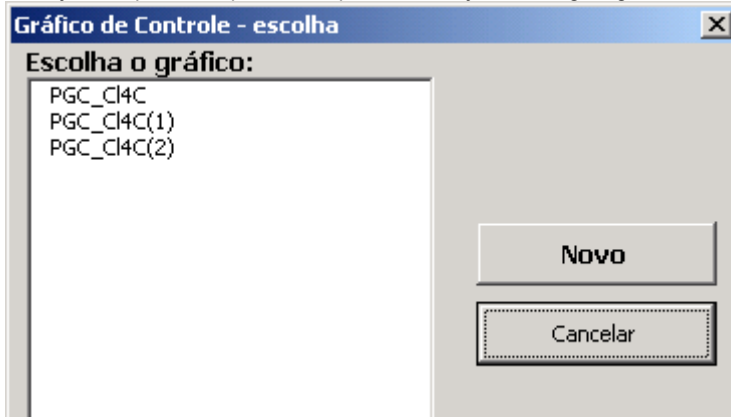 Gráfico de Controle - escolha
Escolha o gráfico:
PGC_Cl4C
PGC_Cl4C(1)
PGC_Cl4C(2)
Novo
Cancelar